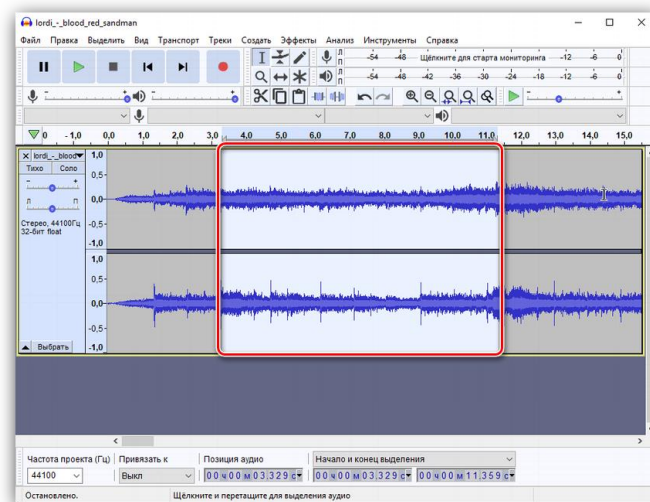 lordi_-_blood_red_sandman
Файл Правка Выделить Вид Транспорт Треки Создать Эффекты Анализ Инструменты Справка
Л П -54 -48 Щёлкните для старта мониторинга -12 -6 0
Л П -54 -48 -42 -36 -30 -24 -18 -12 -6 0
- 1,0 0,0 1,0 2,0 3,0 4,0 5,0 6,0 7,0 8,0 9,0 10,0 11,0 12,0 13,0 14,0 15,0
lordi_-_blood
Тихо Соло
- +
Л П
Стерео, 44100Гц
32-бит float
Выбрать
1,0
0,5
0,0
-0,5
-1,0
1,0
0,5
0,0
-0,5
-1,0
Частота проекта (Гц) Привязать к Позиция аудио Начало и конец выделения
44100 Выкл 00 ч 00 м 03,329 с 00 ч 00 м 03,329 с 00 ч 00 м 11,359 с
Остановлено. Щёлкните и перетащите для выделения аудио